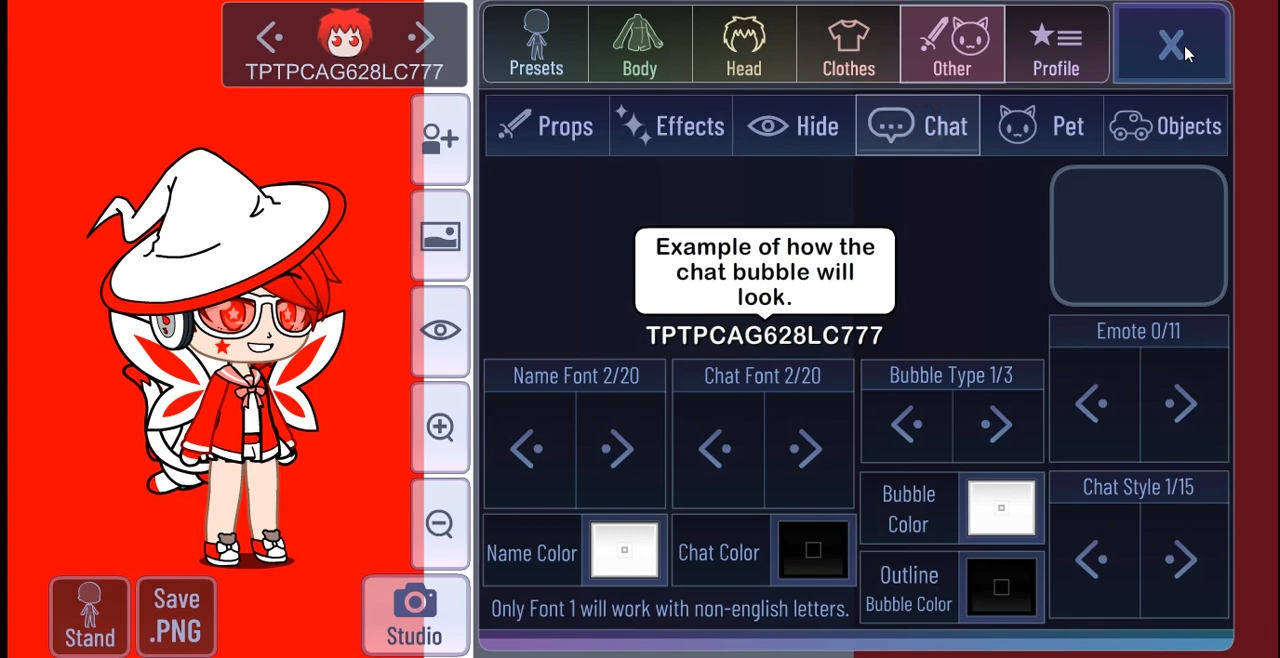 TPTPCAG628LC777
Presets
Body
Head
Clothes
Other
Profile
X
Props
Effects
Hide
Chat
Pet
Objects
Example of how the
chat bubble will
look.
TPTPCAG628LC777
Name Font 2/20
Chat Font 2/20
Bubble Type 1/3
Emote 0/11
Chat Style 1/15
Name Color
Chat Color
Bubble
Color
Outline
Bubble Color
Only Font 1 will work with non-english letters.
Stand
Save
.PNG
Studio